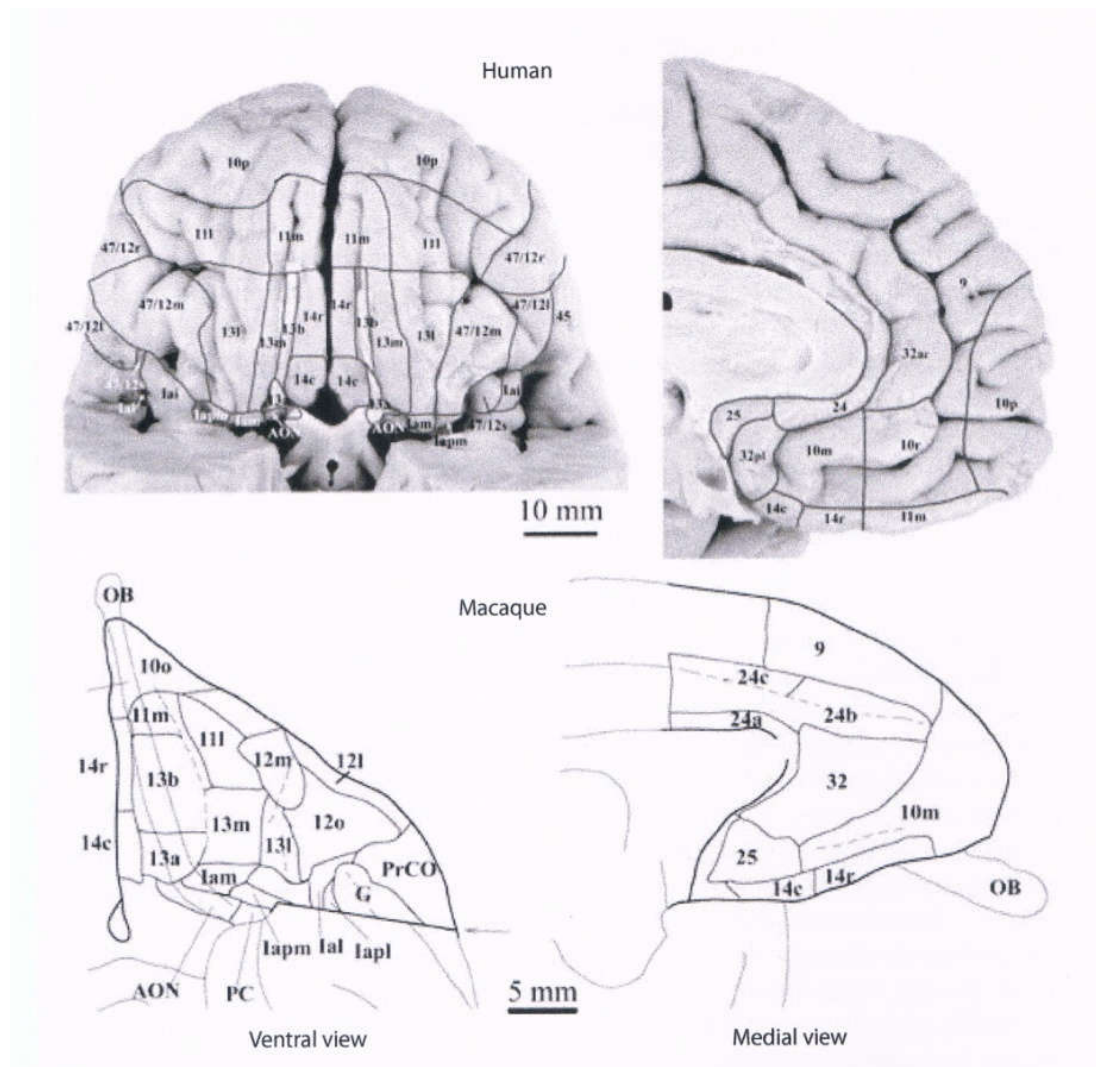 Human
10p 10p
11l 11m 11m 11l
47/12r 47/12r
47/12m 47/12l 45
14r 14r
13b 13b
47/12l 13l 13m 13m 13l 47/12m
14c 14c
Iai Iai
Iapm Iam 47/12s
AON AON
Iapm
10 mm
9
32ac
24
25
10p
32pl 10m 10r
14c 14r 11m
Macaque
OB
10o
11m
11l
12m
12l
14r
13b
13m
12o
14c
13l
13a
Iam
PrCO
G
Iapm Ial Iapl
AON PC
5 mm
Ventral view
9
24c
24b
24a
32
10m
25
14r
14c
OB
Medial view